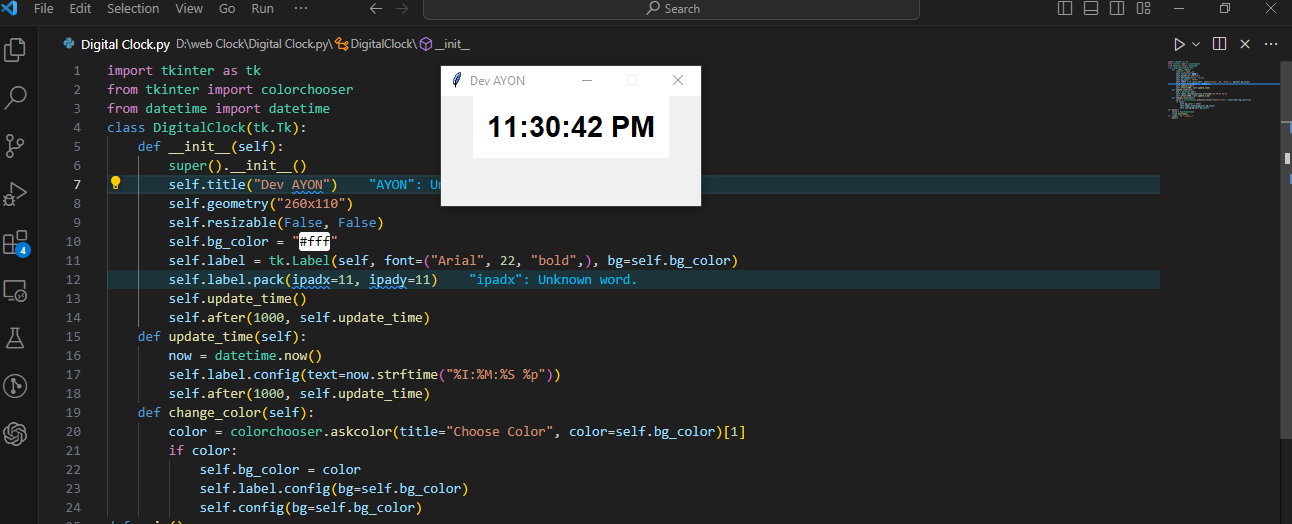 File Edit Selection View Go Run ··· Search
Digital Clock.py D:\web Clock\Digital Clock.py\DigitalClock\__init__
Dev AYON
11:30:42 PM
1 import tkinter as tk
2 from tkinter import colorchooser
3 from datetime import datetime
4 class DigitalClock(tk.Tk):
5 def __init__(self):
6 super().__init__()
7 self.title("Dev AYON") "AYON": Un
8 self.geometry("260x110")
9 self.resizable(False, False)
10 self.bg_color = "#fff"
11 self.label = tk.Label(self, font=("Arial", 22, "bold",), bg=self.bg_color)
12 self.label.pack(ipadx=11, ipady=11) "ipadx": Unknown word.
13 self.update_time()
14 self.after(1000, self.update_time)
15 def update_time(self):
16 now = datetime.now()
17 self.label.config(text=now.strftime("%I:%M:%S %p"))
18 self.after(1000, self.update_time)
19 def change_color(self):
20 color = colorchooser.askcolor(title="Choose Color", color=self.bg_color)[1]
21 if color:
22 self.bg_color = color
23 self.label.config(bg=self.bg_color)
24 self.config(bg=self.bg_color)
4